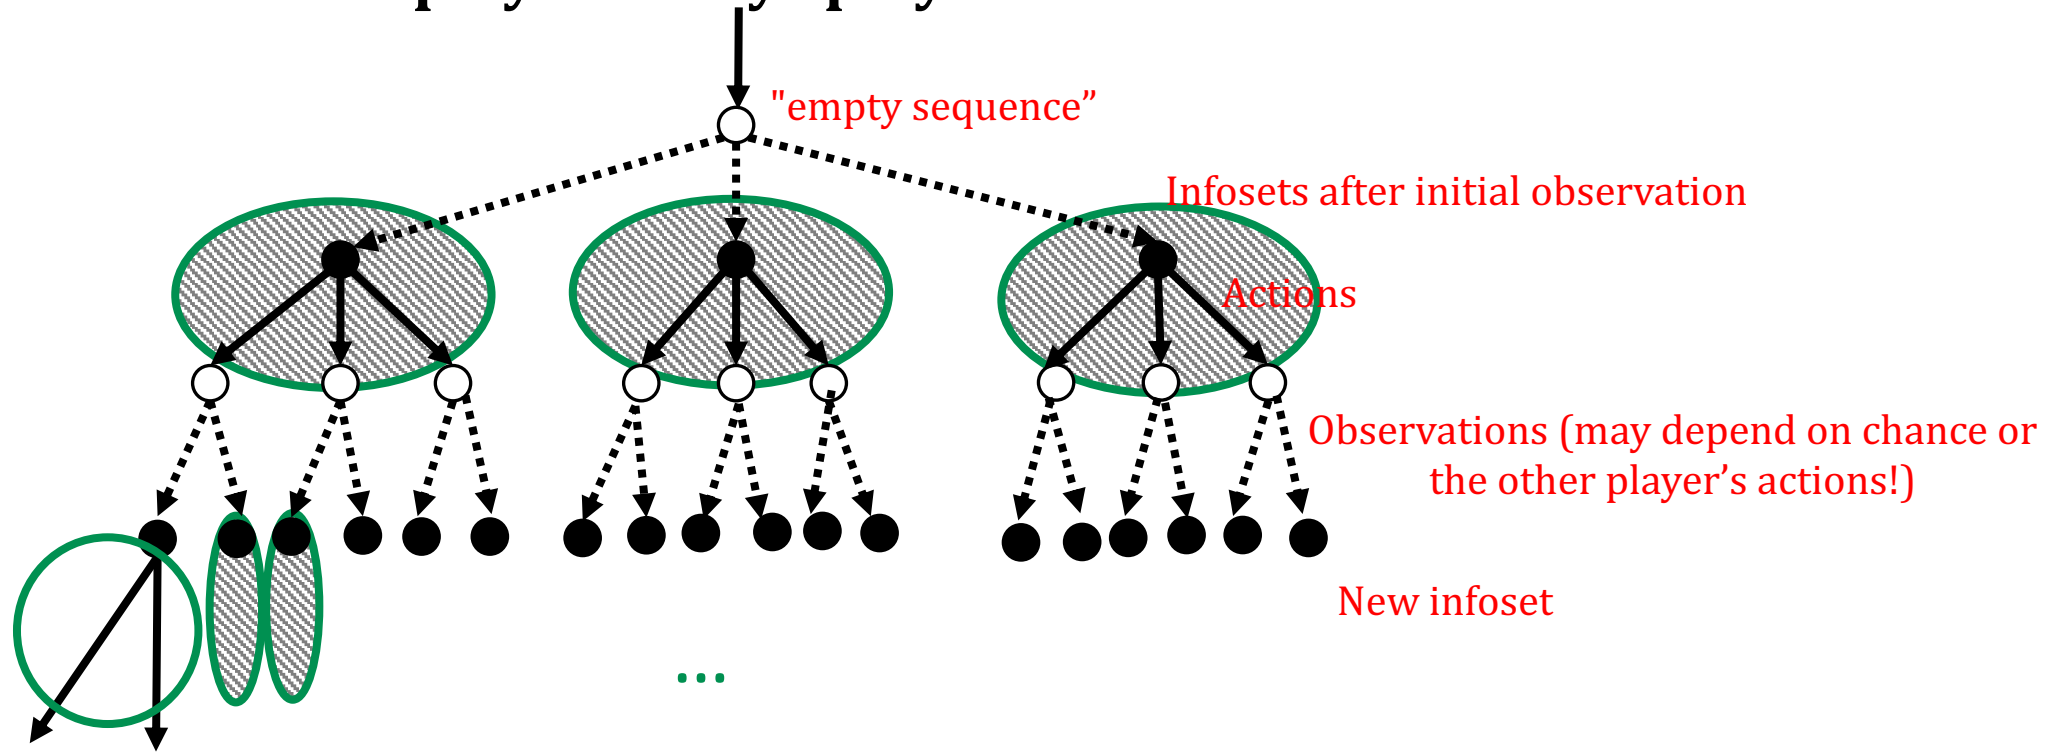 "empty sequence”
Infosets after initial observation
Actions
Observations (may depend on chance or
the other player’s actions!)
New infoset
...